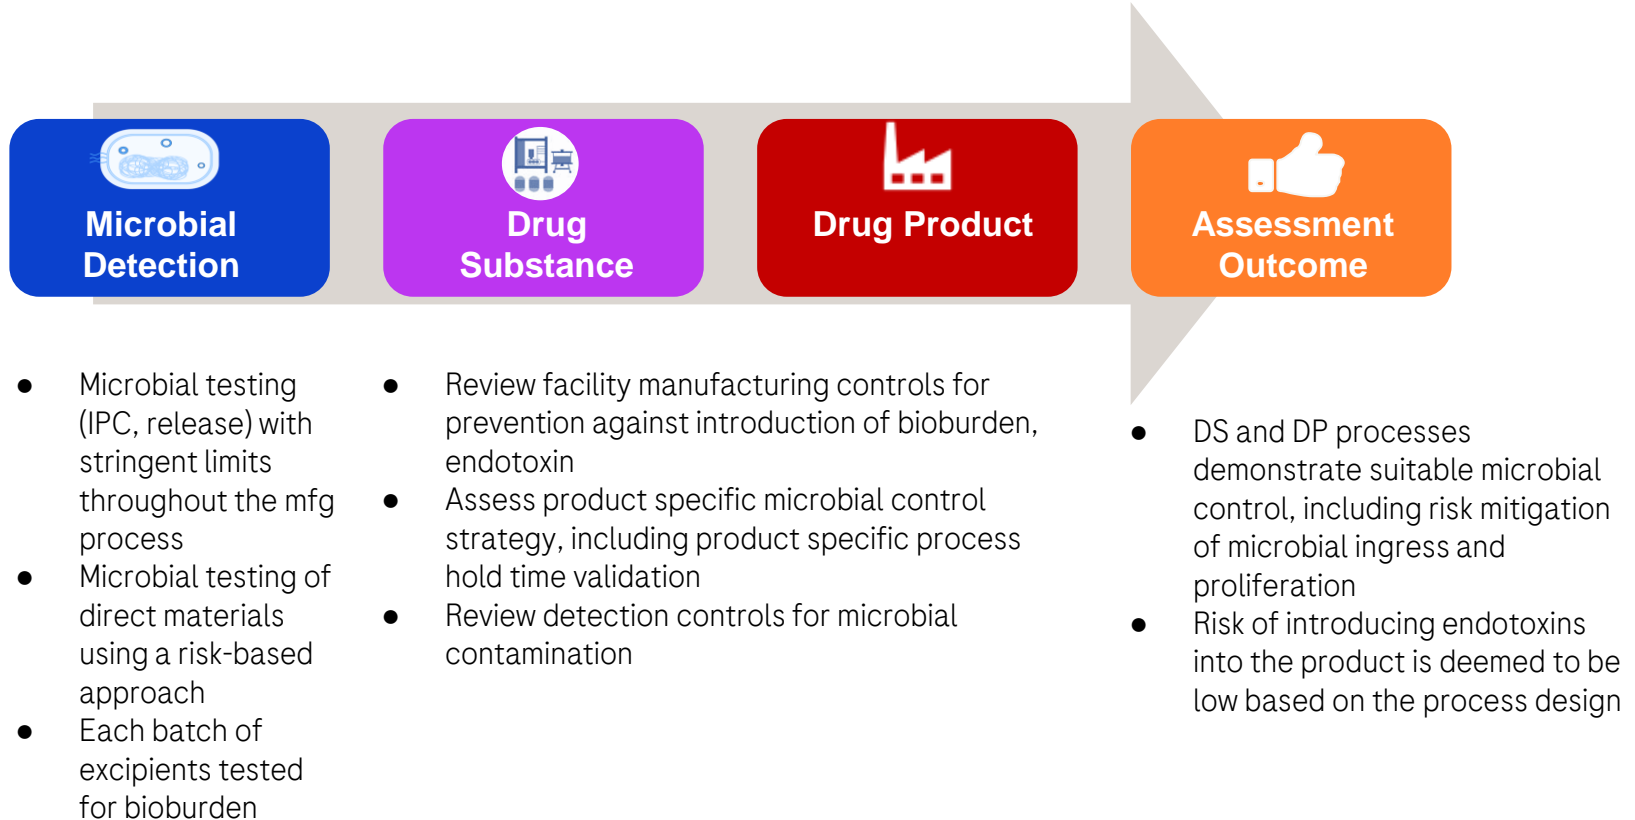 Microbial
Detection
Drug
Substance
Drug Product
Assessment
Outcome
● Microbial testing
(IPC, release) with
stringent limits
throughout the mfg
process
● Microbial testing of
direct materials
using a risk-based
approach
● Each batch of
excipients tested
for bioburden
● Review facility manufacturing controls for
prevention against introduction of bioburden,
endotoxin
● Assess product specific microbial control
strategy, including product specific process
hold time validation
● Review detection controls for microbial
contamination
● DS and DP processes
demonstrate suitable microbial
control, including risk mitigation
of microbial ingress and
proliferation
● Risk of introducing endotoxins
into the product is deemed to be
low based on the process design